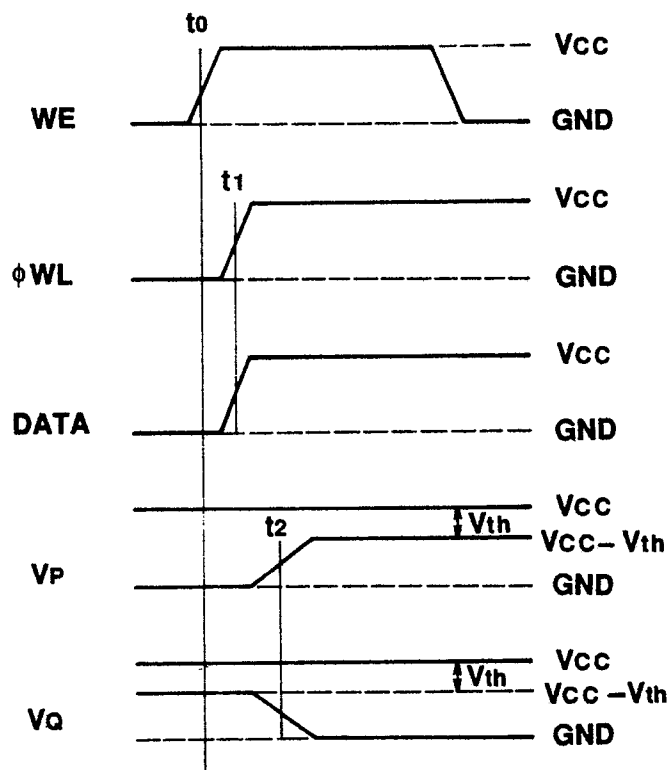 t0
VCC
WE
GND
t1
VCC
φWL
GND
VCC
DATA
GND
VCC
t2
Vth
VCC–Vth
VP
GND
VCC
Vth
VCC–Vth
VQ
GND